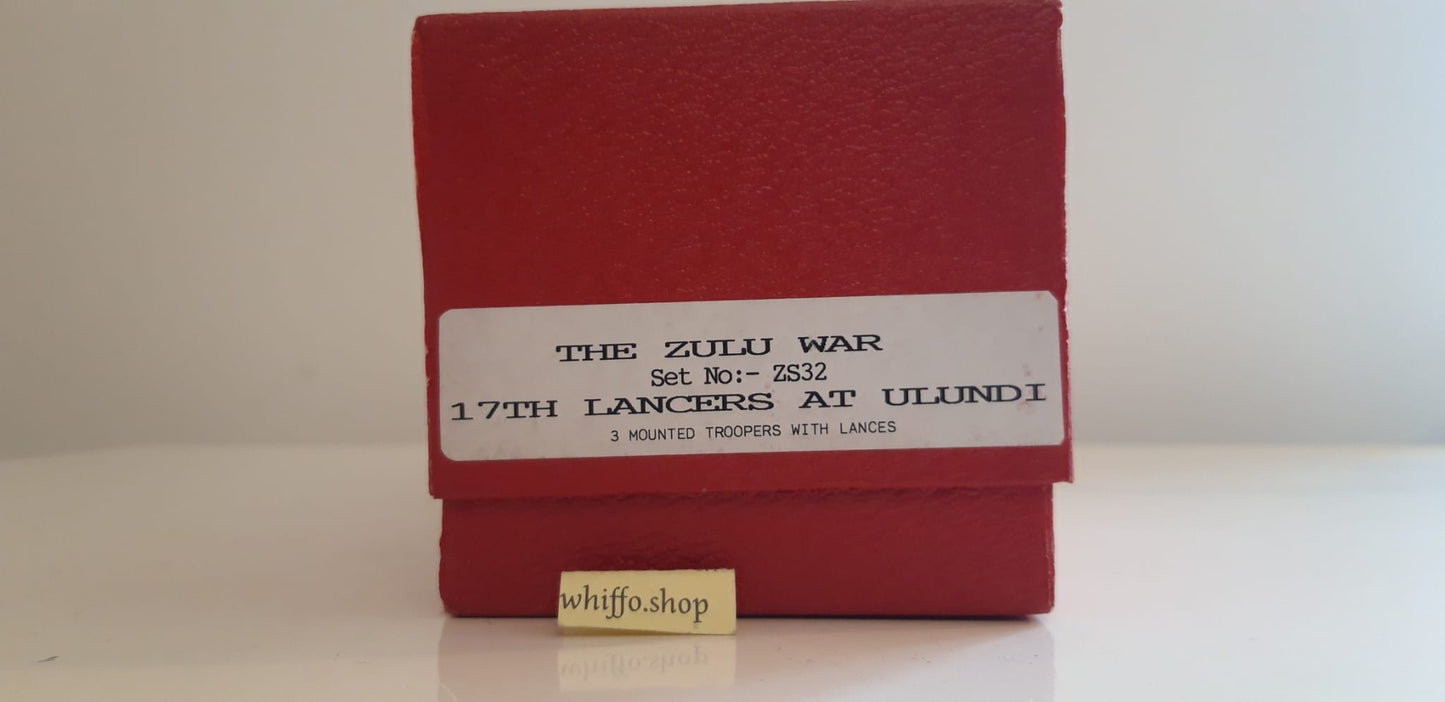 THE ZULU WAR
Set No:- ZS32
17TH LANCERS AT ULUNDI
3 MOUNTED TROOPERS WITH LANCES
whiffo.shop